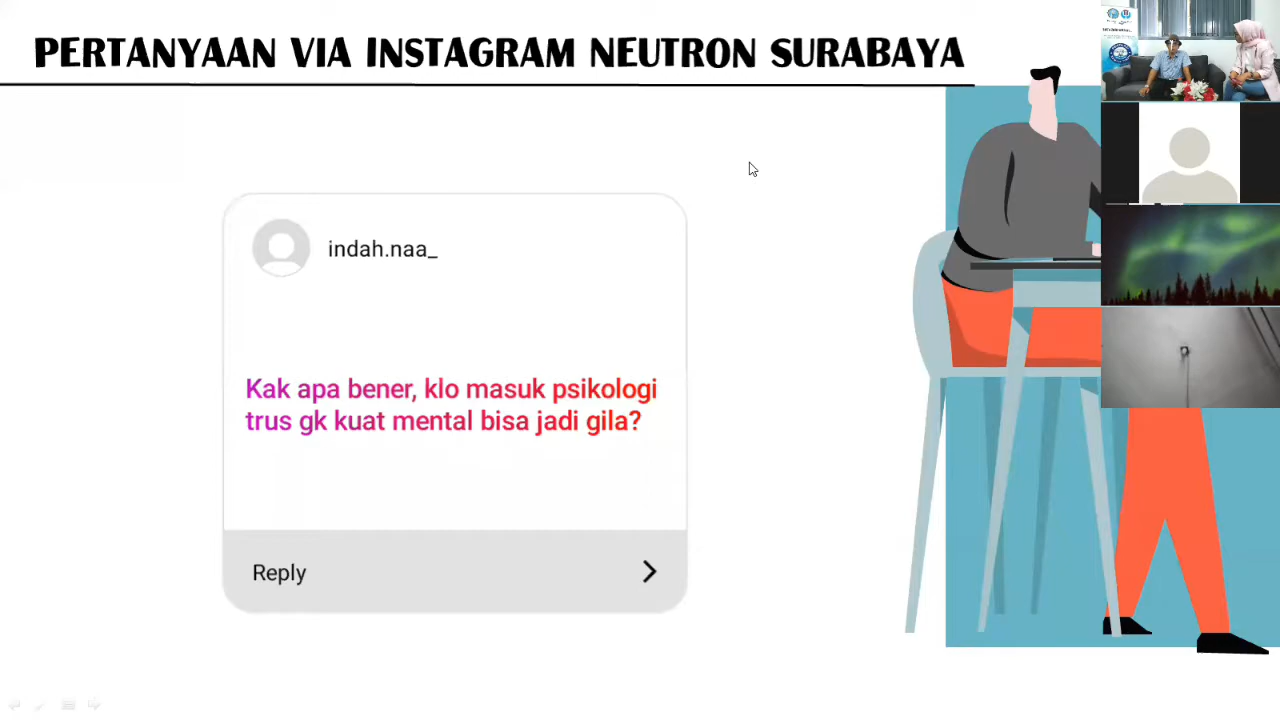 PERTANYAAN VIA INSTAGRAM NEUTRON SURABAYA
indah.naa_
Kak apa bener, klo masuk psikologi
trus gk kuat mental bisa jadi gila?
Reply